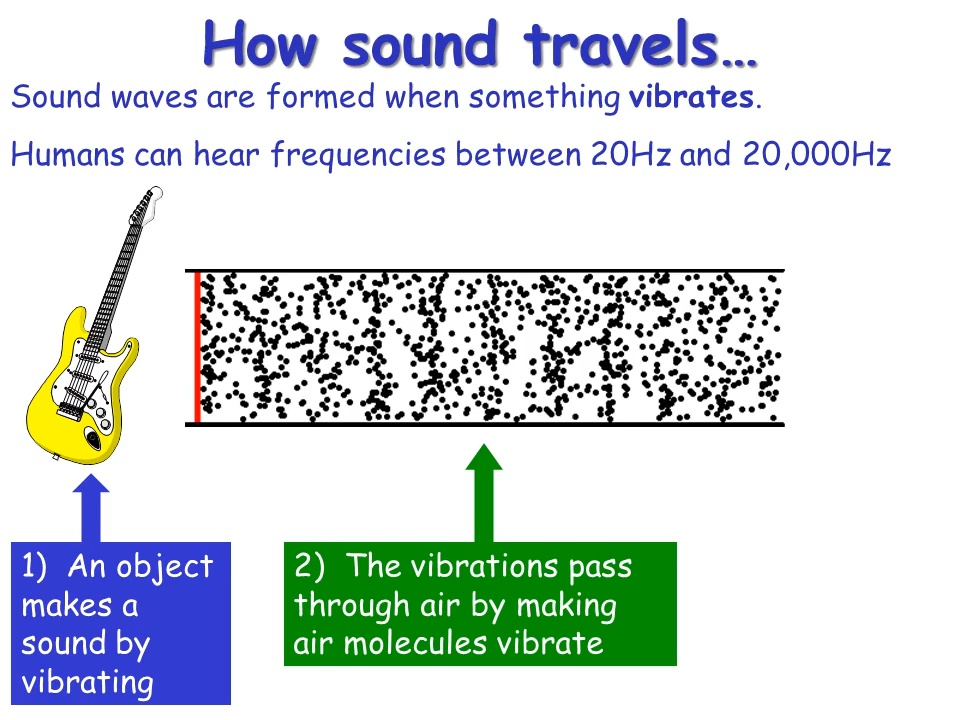 How sound travels...
Sound waves are formed when something vibrates.
Humans can hear frequencies between 20Hz and 20,000Hz
1) An object
makes a
sound by
vibrating
2) The vibrations pass
through air by making
air molecules vibrate